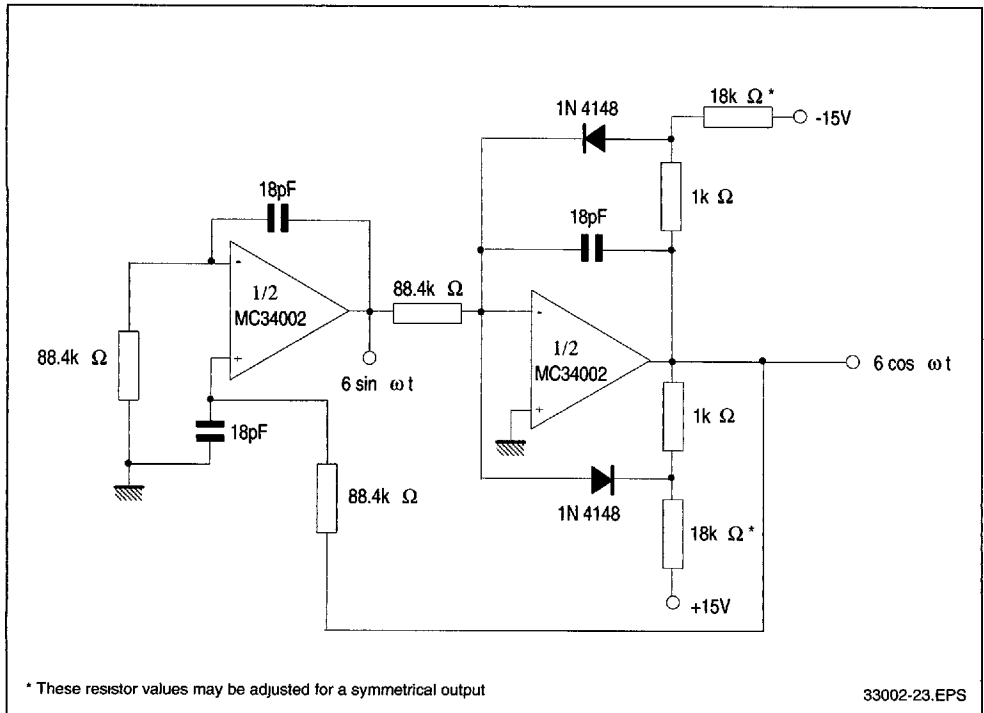 18k Ω *
-15V
1N 4148
1k Ω
18pF
18pF
-
1/2
MC34002
+
88.4k Ω
6 sin ω t
88.4k Ω
18pF
88.4k Ω
-
1/2
MC34002
+
6 cos ω t
1k Ω
1N 4148
18k Ω *
+15V
* These resistor values may be adjusted for a symmetrical output
33002-23.EPS